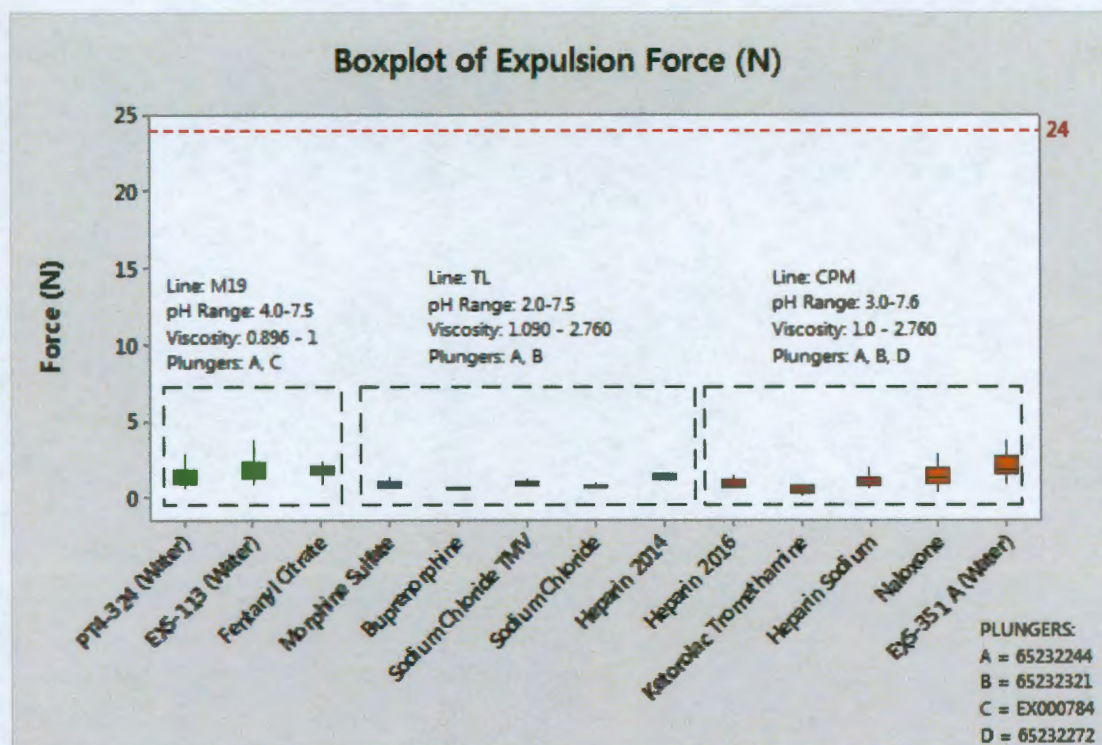 Boxplot of Expulsion Force (N)
25
24
20
15
10
5
0
Force (N)
Line: M19
pH Range: 4.0-7.5
Viscosity: 0.896 - 1
Plungers: A, C
Line: TL
pH Range: 2.0-7.5
Viscosity: 1.090 - 2.760
Plungers: A, B
Line: CPM
pH Range: 3.0-7.6
Viscosity: 1.0 - 2.760
Plungers: A, B, D
EXS-113 (Water)
Fentanyl Citrate
Morphine Sulfate
Buprenorphine
Sodium Chloride TMV
Sodium Chloride
Heparin 2014
Heparin 2016
Ketorolac Tromethamine
Heparin Sodium
Naloxone
EXS-351 A (Water)
PLUNGERS:
A = 65232244
B = 65232321
C = EX000784
D = 65232272